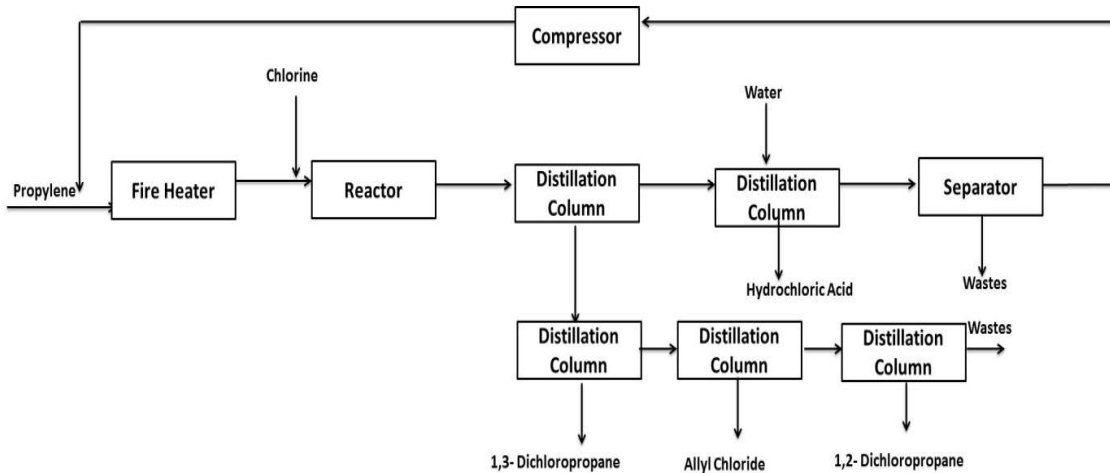 Compressor
Chlorine
Water
Propylene
Fire Heater
Reactor
Distillation
Column
Distillation
Column
Separator
Hydrochloric Acid
Wastes
Distillation
Column
Distillation
Column
Distillation
Column
Wastes
1,3- Dichloropropane
Allyl Chloride
1,2- Dichloropropane